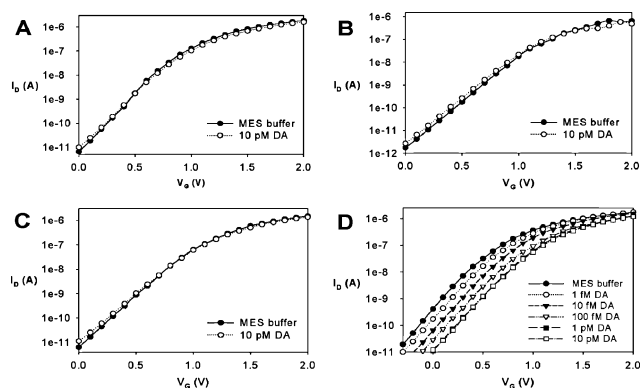 A
1e-5
1e-6
1e-7
1e-8
1e-9
1e-10
1e-11
I_D (A)
MES buffer
10 pM DA
0.0 0.5 1.0 1.5 2.0
V_G (V)
B
1e-5
1e-6
1e-7
1e-8
1e-9
1e-10
1e-11
1e-12
I_D (A)
MES buffer
10 pM DA
0.0 0.5 1.0 1.5 2.0
V_G (V)
C
1e-5
1e-6
1e-7
1e-8
1e-9
1e-10
1e-11
I_D (A)
MES buffer
10 pM DA
0.0 0.5 1.0 1.5 2.0
V_G (V)
D
1e-6
1e-7
1e-8
1e-9
1e-10
1e-11
I_D (A)
MES buffer
1 fM DA
10 fM DA
100 fM DA
1 pM DA
10 pM DA
0.0 0.5 1.0 1.5 2.0
V_G (V)